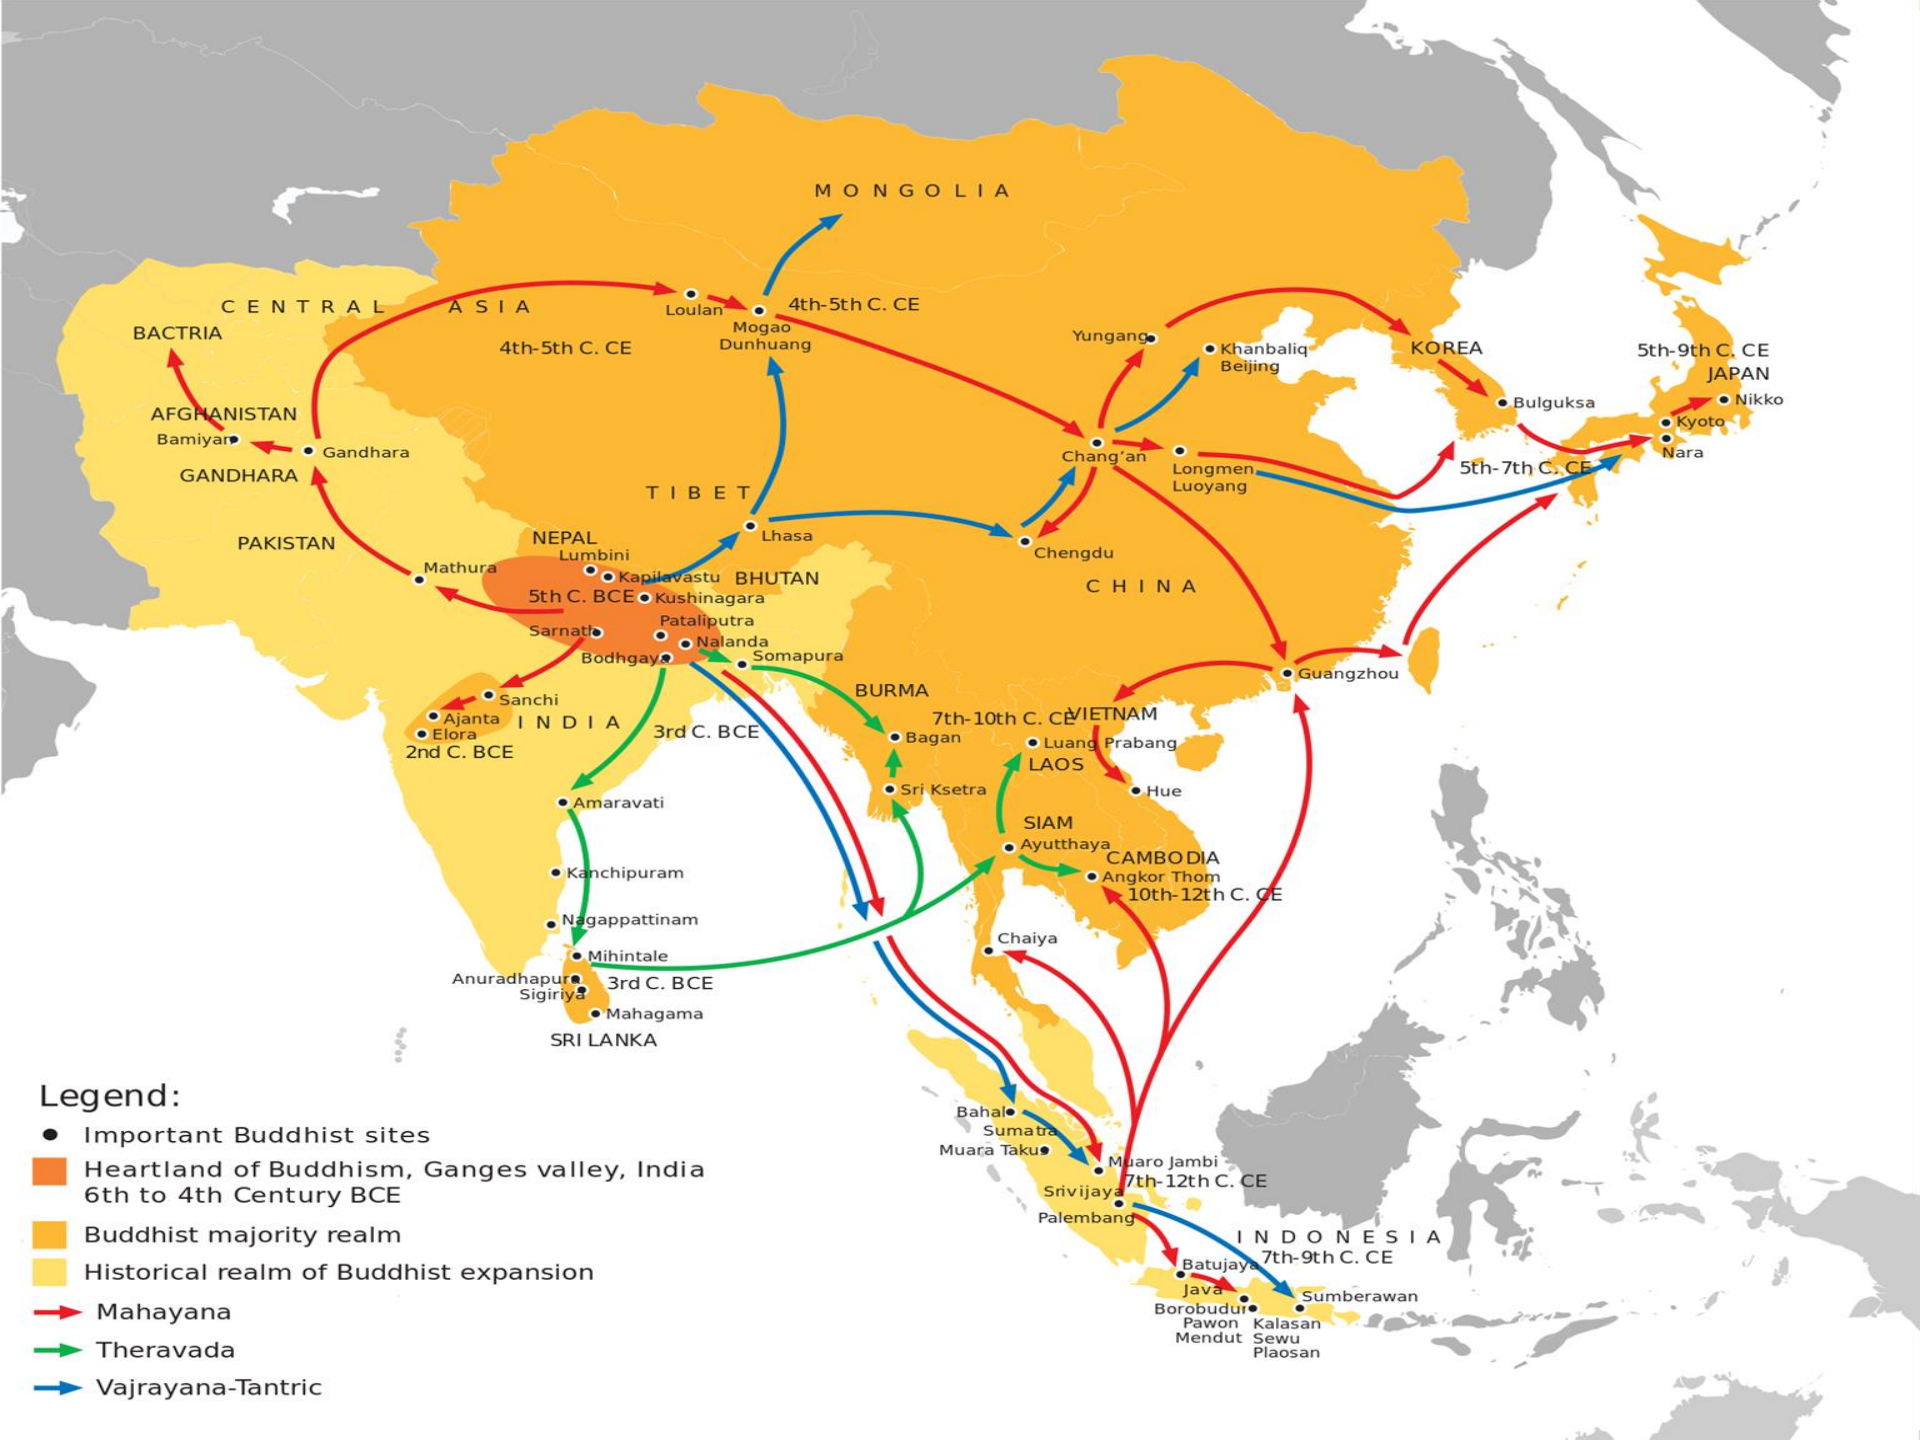 MONGOLIA
CENTRAL ASIA
BACTRIA
4th-5th C. CE
Loulan
Mogao
Dunhuang
4th-5th C. CE
Yungang
Khanbaliq
Beijing
KOREA
5th-9th C. CE
JAPAN
Nikko
Bulguksa
Kyoto
Nara
5th-7th C. CE
AFGHANISTAN
Bamiyan
Gandhara
GANDHARA
Chang'an
Longmen
Luoyang
TIBET
Lhasa
Chengdu
CHINA
PAKISTAN
NEPAL
Lumbini
Mathura
Kapilavastu
BHUTAN
5th C. BCE
Kushinagara
Pataliputra
Sarnath
Nalanda
Bodhgaya
Somapura
Guangzhou
Sanchi
Ajanta
Elora
2nd C. BCE
INDIA
3rd C. BCE
BURMA
7th-10th C. CE
VIETNAM
Bagan
Luang Prabang
LAOS
Sri Ksetra
Hue
Amaravati
SIAM
Ayutthaya
CAMBODIA
Angkor Thom
10th-12th C. CE
Kanchipuram
Nagappattinam
Chaiya
Mihintale
Anuradhapura
3rd C. BCE
Sigiriya
Mahagama
SRI LANKA
Bahal
Sumatra
Muara Takus
Muaro Jambi
7th-12th C. CE
Srivijaya
Palembang
INDONESIA
7th-9th C. CE
Batujaya
Java
Sumberawan
Borobudur
Pawon
Mendut
Kalasan
Sewu
Plaosan
Legend:
Important Buddhist sites
Heartland of Buddhism, Ganges valley, India
6th to 4th Century BCE
Buddhist majority realm
Historical realm of Buddhist expansion
Mahayana
Theravada
Vajrayana-Tantric